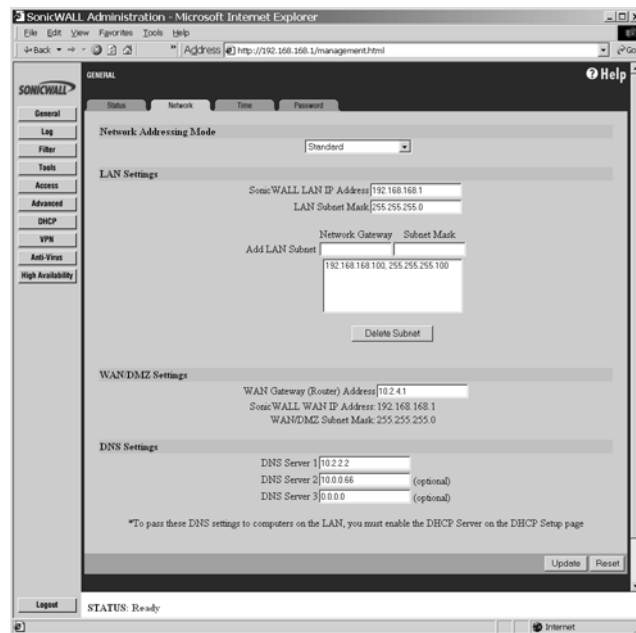 SonicWALL Administration - Microsoft Internet Explorer
File Edit View Favorites Tools Help
Back Address http://192.168.168.1/management.html Go
GENERAL Help
SONICWALL
Status Network Time Password
General
Log
Filter
Tools
Access
Advanced
DHCP
VPN
Anti-Virus
High Availability
Network Addressing Mode
Standard
LAN Settings
SonicWALL LAN IP Address 192.168.168.1
LAN Subnet Mask 255.255.255.0
Network Gateway Subnet Mask
Add LAN Subnet
192.168.168.100, 255.255.255.100
Delete Subnet
WAN/DMZ Settings
WAN Gateway (Router) Address 10.2.4.1
SonicWALL WAN IP Address: 192.168.168.1
WAN/DMZ Subnet Mask: 255.255.255.0
DNS Settings
DNS Server 1 10.2.2.2
DNS Server 2 10.0.0.66 (optional)
DNS Server 3 0.0.0.0 (optional)
*To pass these DNS settings to computers on the LAN, you must enable the DHCP Server on the DHCP Setup page
Update Reset
Logout
STATUS: Ready
Internet